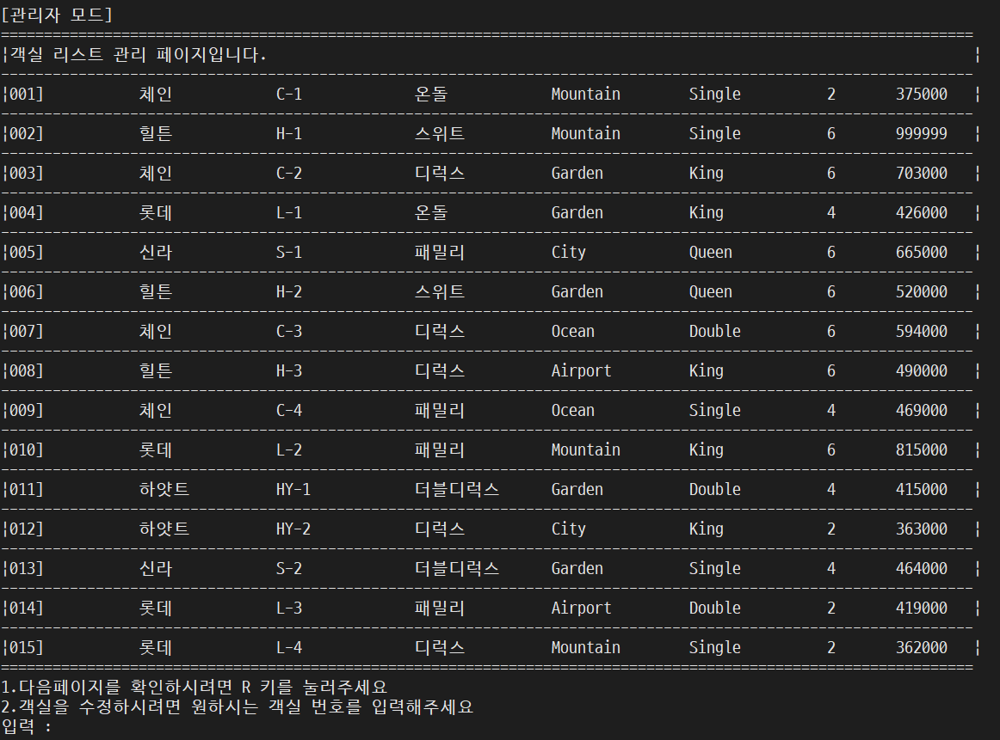 [관리자 모드]
=================================================================================================================
¦객실 리스트 관리 페이지입니다. ¦
-----------------------------------------------------------------------------------------------------------------
¦001] 체인 C-1 온돌 Mountain Single 2 375000 ¦
-----------------------------------------------------------------------------------------------------------------
¦002] 힐튼 H-1 스위트 Mountain Single 6 999999 ¦
-----------------------------------------------------------------------------------------------------------------
¦003] 체인 C-2 디럭스 Garden King 6 703000 ¦
-----------------------------------------------------------------------------------------------------------------
¦004] 롯데 L-1 온돌 Garden King 4 426000 ¦
-----------------------------------------------------------------------------------------------------------------
¦005] 신라 S-1 패밀리 City Queen 6 665000 ¦
-----------------------------------------------------------------------------------------------------------------
¦006] 힐튼 H-2 스위트 Garden Queen 6 520000 ¦
-----------------------------------------------------------------------------------------------------------------
¦007] 체인 C-3 디럭스 Ocean Double 6 594000 ¦
-----------------------------------------------------------------------------------------------------------------
¦008] 힐튼 H-3 디럭스 Airport King 6 490000 ¦
-----------------------------------------------------------------------------------------------------------------
¦009] 체인 C-4 패밀리 Ocean Single 4 469000 ¦
-----------------------------------------------------------------------------------------------------------------
¦010] 롯데 L-2 패밀리 Mountain King 6 815000 ¦
-----------------------------------------------------------------------------------------------------------------
¦011] 하얏트 HY-1 더블디럭스 Garden Double 4 415000 ¦
-----------------------------------------------------------------------------------------------------------------
¦012] 하얏트 HY-2 디럭스 City King 2 363000 ¦
-----------------------------------------------------------------------------------------------------------------
¦013] 신라 S-2 더블디럭스 Garden Single 4 464000 ¦
-----------------------------------------------------------------------------------------------------------------
¦014] 롯데 L-3 패밀리 Airport Double 2 419000 ¦
-----------------------------------------------------------------------------------------------------------------
¦015] 롯데 L-4 디럭스 Mountain Single 2 362000 ¦
=================================================================================================================
1.다음페이지를 확인하시려면 R 키를 눌러주세요
2.객실을 수정하시려면 원하시는 객실 번호를 입력해주세요
입력 :